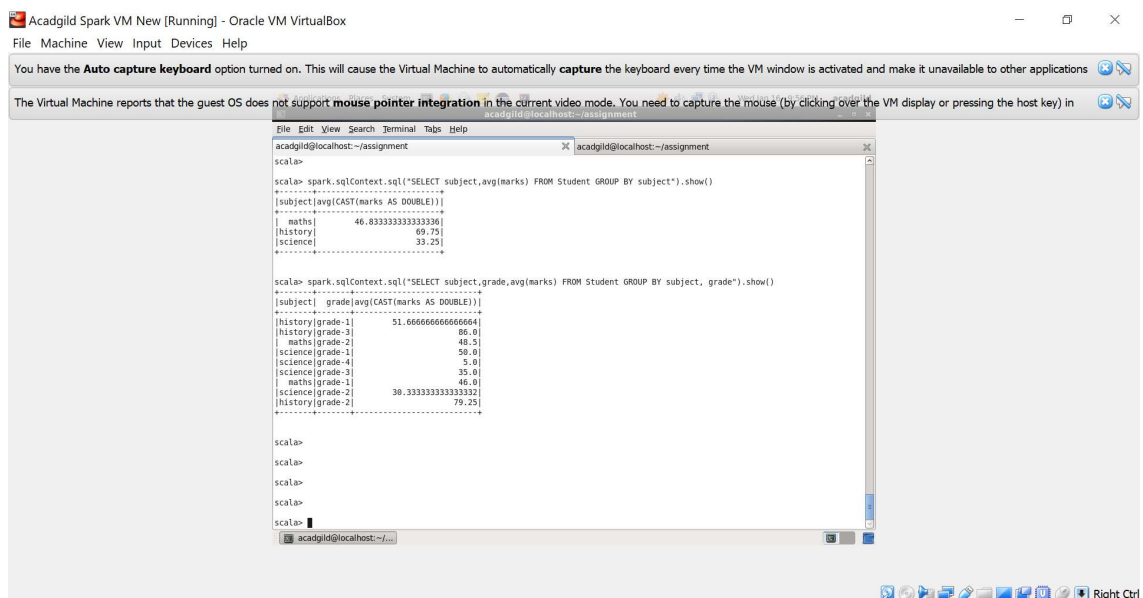 Acadgild Spark VM New [Running] - Oracle VM VirtualBox
File Machine View Input Devices Help
You have the Auto capture keyboard option turned on. This will cause the Virtual Machine to automatically capture the keyboard every time the VM window is activated and make it unavailable to other applications
The Virtual Machine reports that the guest OS does not support mouse pointer integration in the current video mode. You need to capture the mouse (by clicking over the VM display or pressing the host key) in
acadgild@localhost:~/assignment
File Edit View Search Terminal Tabs Help
acadgild@localhost:~/assignment acadgild@localhost:~/assignment
scala>
scala> spark.sqlContext.sql("SELECT subject,avg(marks) FROM Student GROUP BY subject").show()
+-------+--------------------------+
|subject|avg(CAST(marks AS DOUBLE))|
+-------+--------------------------+
|  maths|        46.833333333333336|
|history|                     69.75|
|science|                     33.25|
+-------+--------------------------+
scala> spark.sqlContext.sql("SELECT subject,grade,avg(marks) FROM Student GROUP BY subject, grade").show()
+-------+-------+--------------------------+
|subject|  grade|avg(CAST(marks AS DOUBLE))|
+-------+-------+--------------------------+
|history|grade-1|        51.666666666666664|
|history|grade-3|                      86.0|
|  maths|grade-2|                      48.5|
|science|grade-1|                      50.0|
|science|grade-4|                       5.0|
|science|grade-3|                      35.0|
|  maths|grade-1|                      46.0|
|science|grade-2|        30.333333333333332|
|history|grade-2|                     79.25|
+-------+-------+--------------------------+
scala>
scala>
scala>
scala>
scala>
acadgild@localhost:~/...
Right Ctrl